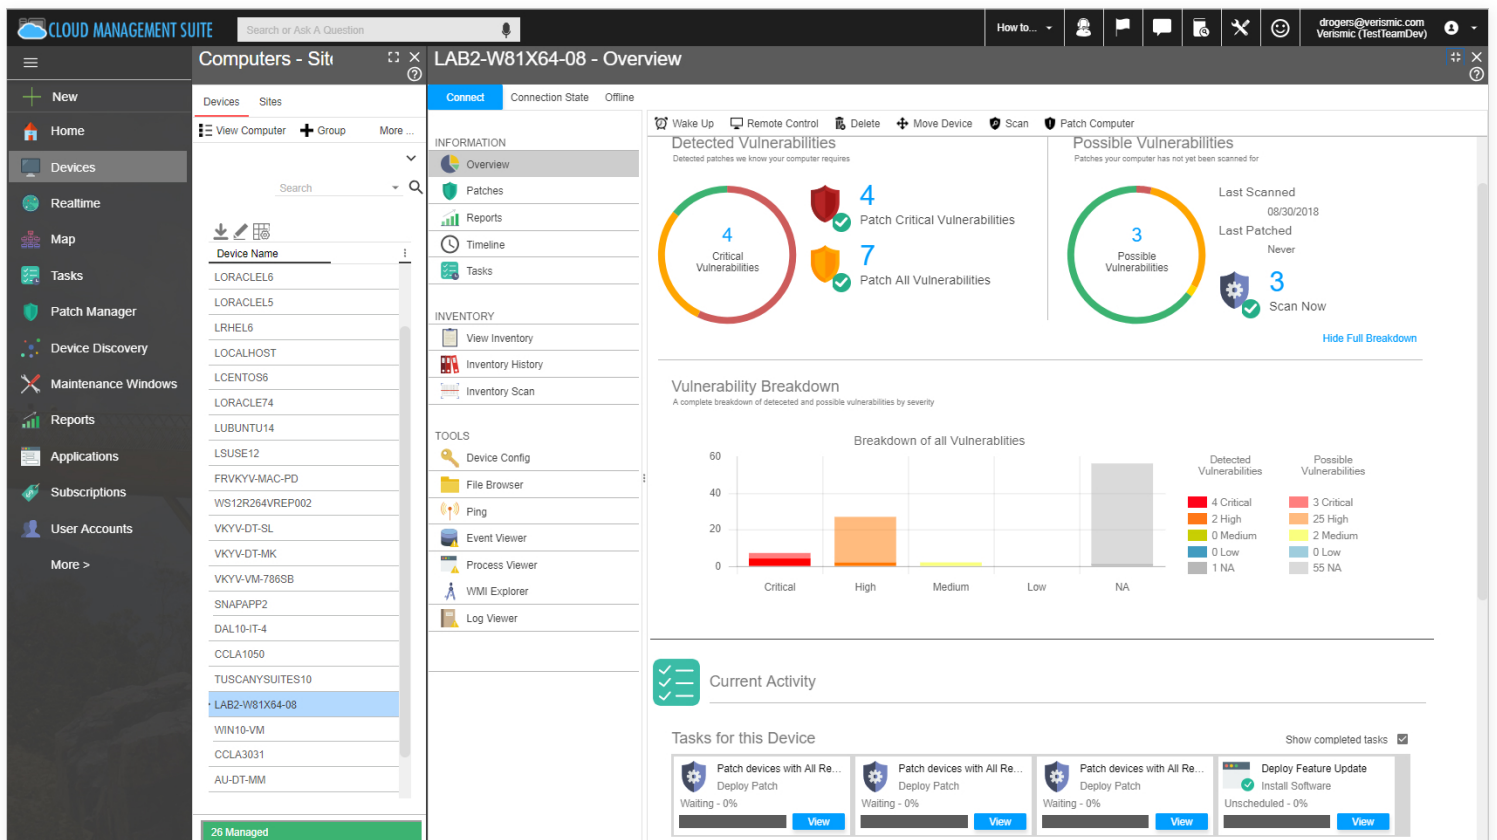 CLOUD MANAGEMENT SUITE
Search or Ask A Question
How to...
drogers@verismic.com
Verismic (TestTeamDev)
New
Home
Devices
Realtime
Map
Tasks
Patch Manager
Device Discovery
Maintenance Windows
Reports
Applications
Subscriptions
User Accounts
More >
Computers - Site
Devices Sites
View Computer Group More ...
Search
Device Name
LORACLEL6
LORACLEL5
LRHEL6
LOCALHOST
LCENTOS6
LORACLE74
LUBUNTU14
LSUSE12
FRVKYV-MAC-PD
WS12R264VREP002
VKYV-DT-SL
VKYV-DT-MK
VKYV-VM-786SB
SNAPAPP2
DAL10-IT-4
CCLA1050
TUSCANYSUITES10
LAB2-W81X64-08
WIN10-VM
CCLA3031
AU-DT-MM
26 Managed
LAB2-W81X64-08 - Overview
Connect Connection State Offline
INFORMATION
Overview
Patches
Reports
Timeline
Tasks
INVENTORY
View Inventory
Inventory History
Inventory Scan
TOOLS
Device Config
File Browser
Ping
Event Viewer
Process Viewer
WMI Explorer
Log Viewer
Wake Up Remote Control Delete Move Device Scan Patch Computer
Detected Vulnerabilities
Detected patches we know your computer requires
4
Critical
Vulnerabilities
4
Patch Critical Vulnerabilities
7
Patch All Vulnerabilities
Possible Vulnerabilities
Patches your computer has not yet been scanned for
3
Possible
Vulnerabilities
Last Scanned
08/30/2018
Last Patched
Never
3
Scan Now
Hide Full Breakdown
Vulnerability Breakdown
A complete breakdown of deteceted and possible vulnerabilities by severity
Breakdown of all Vulnerablities
60
40
20
0
Critical High Medium Low NA
Detected
Vulnerabilities
4 Critical
2 High
0 Medium
0 Low
1 NA
Possible
Vulnerabilities
3 Critical
25 High
2 Medium
0 Low
55 NA
Current Activity
Tasks for this Device
Show completed tasks
Patch devices with All Re...
Deploy Patch
Waiting - 0%
View
Patch devices with All Re...
Deploy Patch
Waiting - 0%
View
Patch devices with All Re...
Deploy Patch
Waiting - 0%
View
Deploy Feature Update
Install Software
Unscheduled - 0%
View